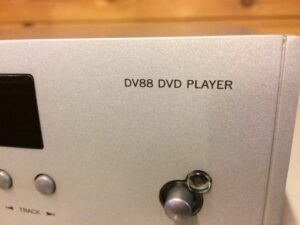 DV88 DVD PLAYER
◄ TRACK ►